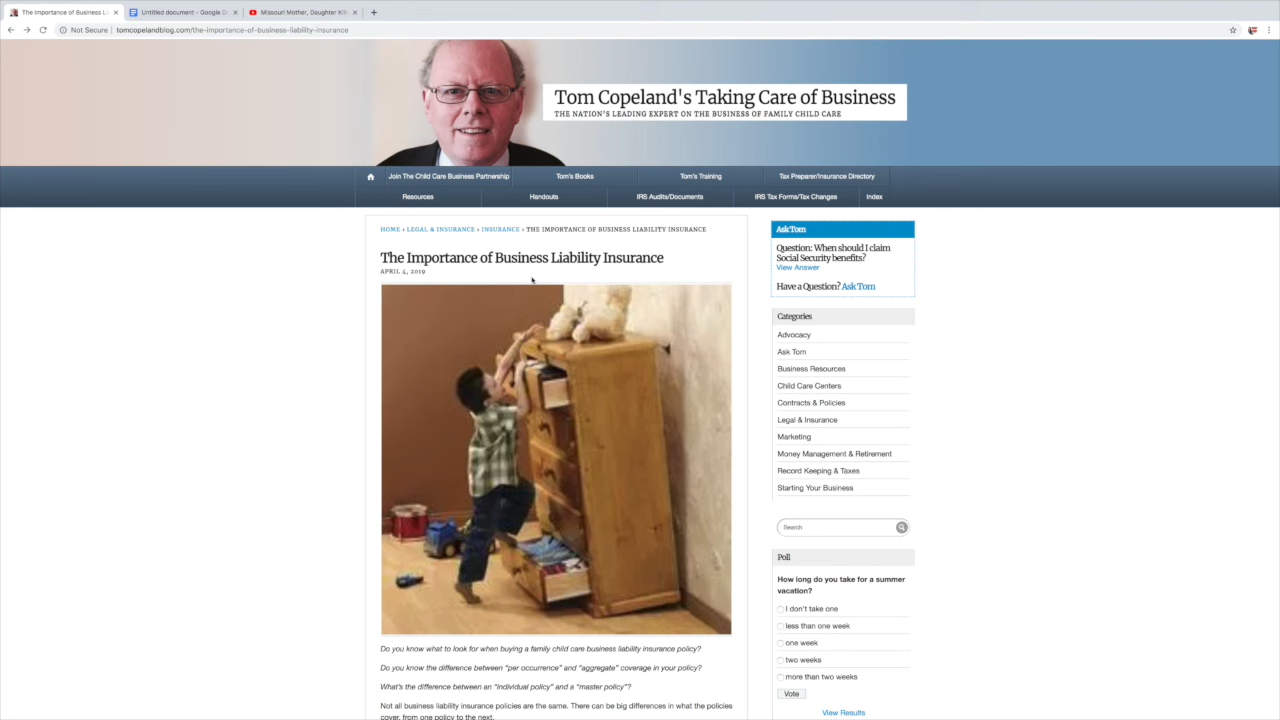 The Importance of Business Li
Untitled document - Google D
Missouri Mother, Daughter Kill
Not Secure
tomcopelandblog.com/the-importance-of-business-liability-insurance
Tom Copeland's Taking Care of Business
THE NATION'S LEADING EXPERT ON THE BUSINESS OF FAMILY CHILD CARE
Join The Child Care Business Partnership
Tom's Books
Tom's Training
Tax Preparer/Insurance Directory
Resources
Handouts
IRS Audits/Documents
IRS Tax Forms/Tax Changes
Index
HOME › LEGAL & INSURANCE › INSURANCE › THE IMPORTANCE OF BUSINESS LIABILITY INSURANCE
The Importance of Business Liability Insurance
APRIL 4, 2019
Do you know what to look for when buying a family child care business liability insurance policy?
Do you know the difference between “per occurrence” and “aggregate” coverage in your policy?
What’s the difference between an “individual policy” and a “master policy”?
Not all business liability insurance policies are the same. There can be big differences in what the policies
cover, from one policy to the next.
Ask Tom
Question: When should I claim
Social Security benefits?
View Answer
Have a Question? Ask Tom
Categories
Advocacy
Ask Tom
Business Resources
Child Care Centers
Contracts & Policies
Legal & Insurance
Marketing
Money Management & Retirement
Record Keeping & Taxes
Starting Your Business
Search
Poll
How long do you take for a summer
vacation?
I don't take one
less than one week
one week
two weeks
more than two weeks
Vote
View Results